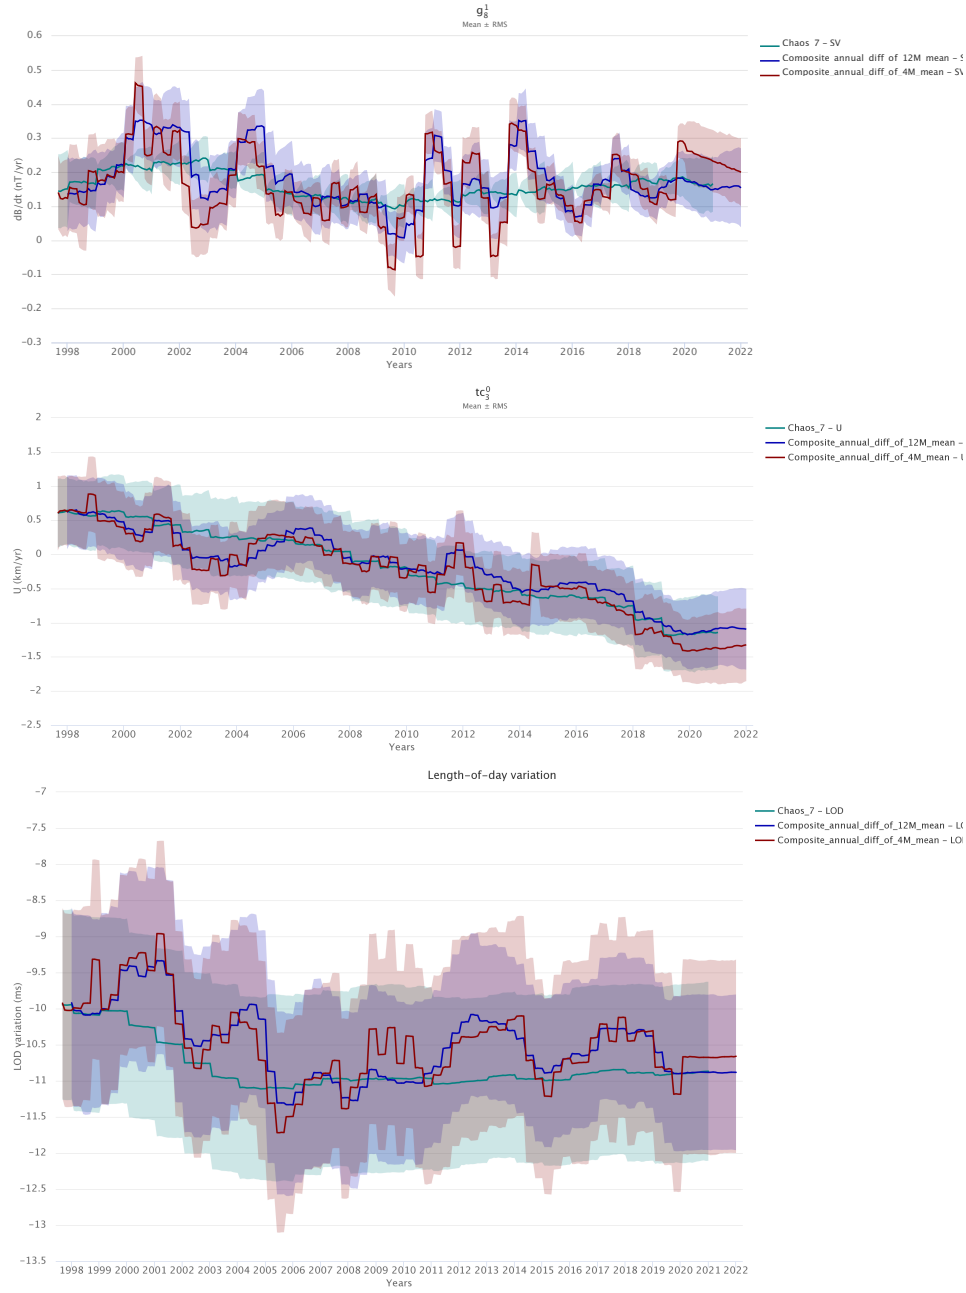 g₈¹
Mean ± RMS
0.6
0.5
0.4
0.3
0.2
0.1
0
−0.1
−0.2
−0.3
dB/dt (nT/yr)
1998 2000 2002 2004 2006 2008 2010 2012 2014 2016 2018 2020 2022
Years
Chaos_7 – SV
Composite_annual_diff_of_12M_mean – S
Composite_annual_diff_of_4M_mean – SV
tc₃⁰
Mean ± RMS
2
1.5
1
0.5
0
−0.5
−1
−1.5
−2
−2.5
U (km/yr)
1998 2000 2002 2004 2006 2008 2010 2012 2014 2016 2018 2020 2022
Years
Chaos_7 – U
Composite_annual_diff_of_12M_mean –
Composite_annual_diff_of_4M_mean – U
Length-of-day variation
−7
−7.5
−8
−8.5
−9
−9.5
−10
−10.5
−11
−11.5
−12
−12.5
−13
−13.5
LOD variation (ms)
1998 1999 2000 2001 2002 2003 2004 2005 2006 2007 2008 2009 2010 2011 2012 2013 2014 2015 2016 2017 2018 2019 2020 2021 2022
Years
Chaos_7 – LOD
Composite_annual_diff_of_12M_mean – LO
Composite_annual_diff_of_4M_mean – LO